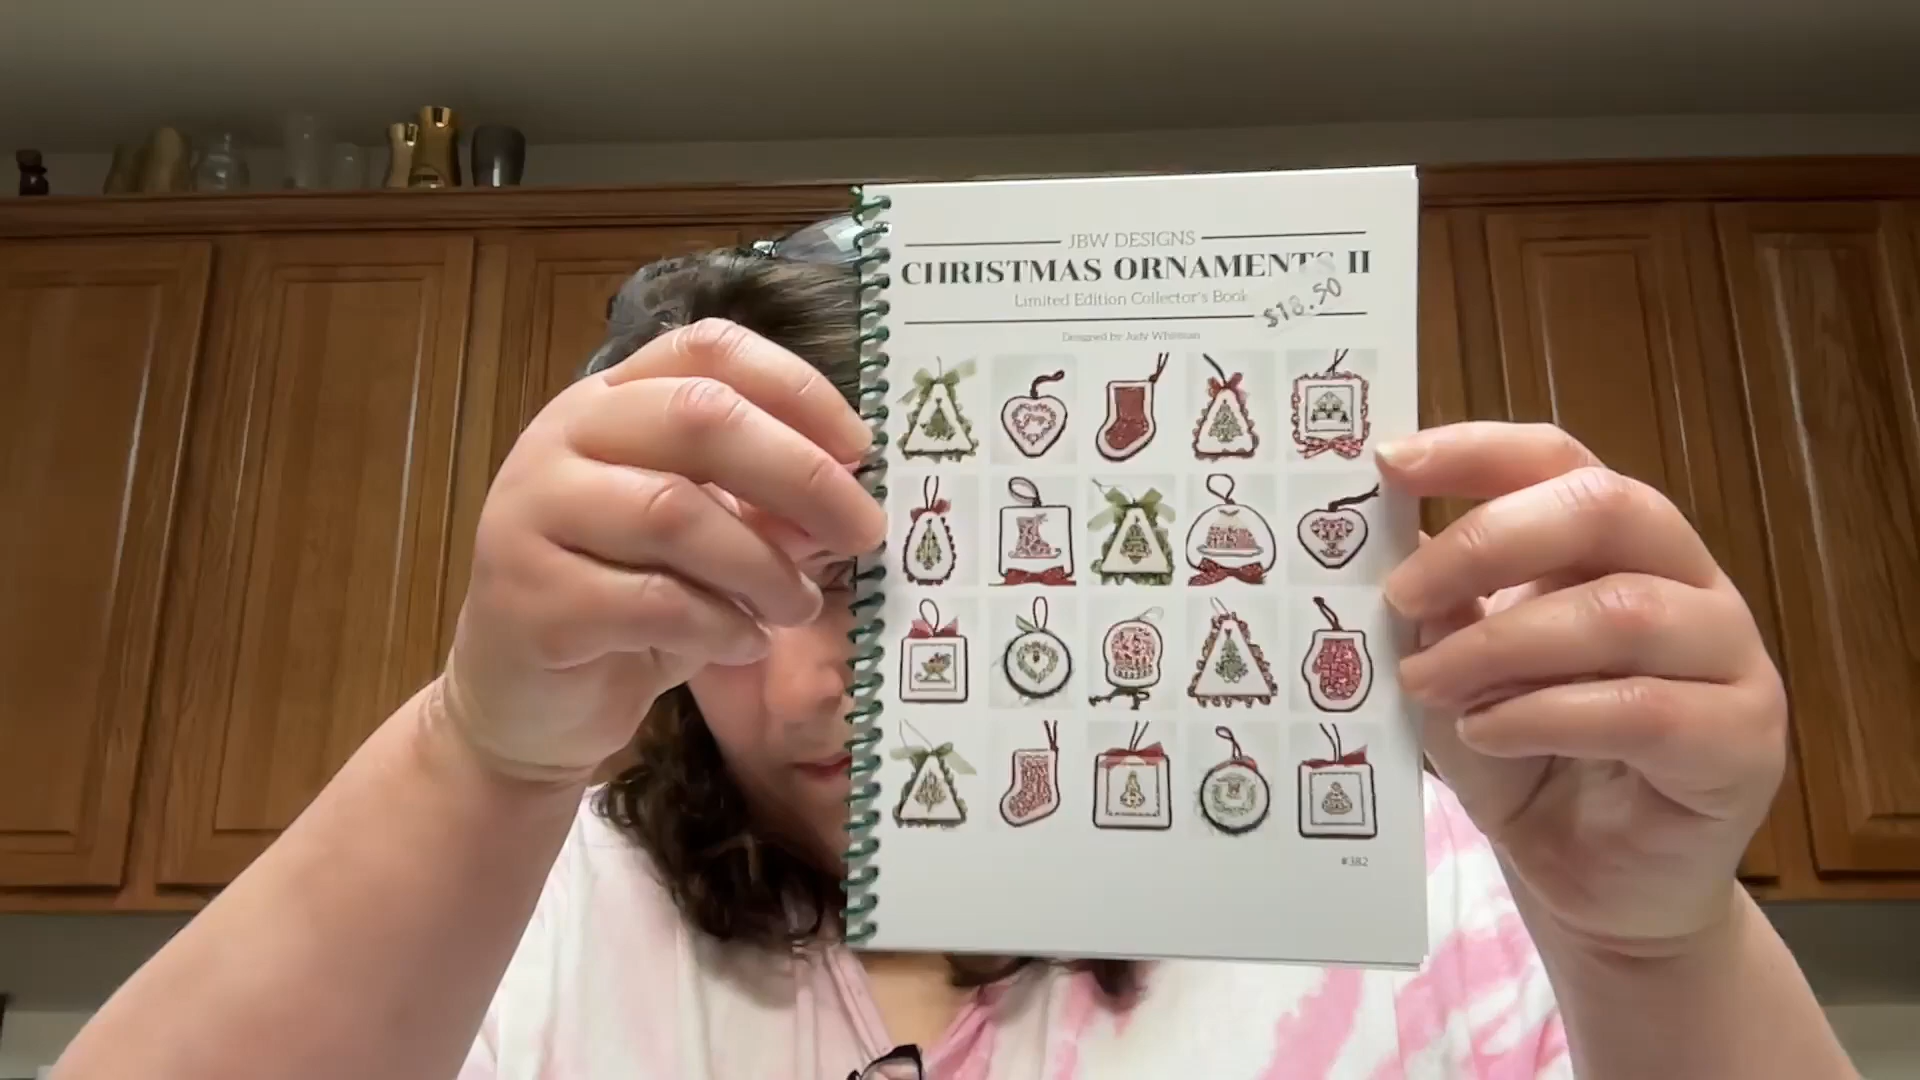 JBW DESIGNS
CHRISTMAS ORNAMENTS II
Limited Edition Collector's Book
$18.50
Designed by Judy Whitman
#382